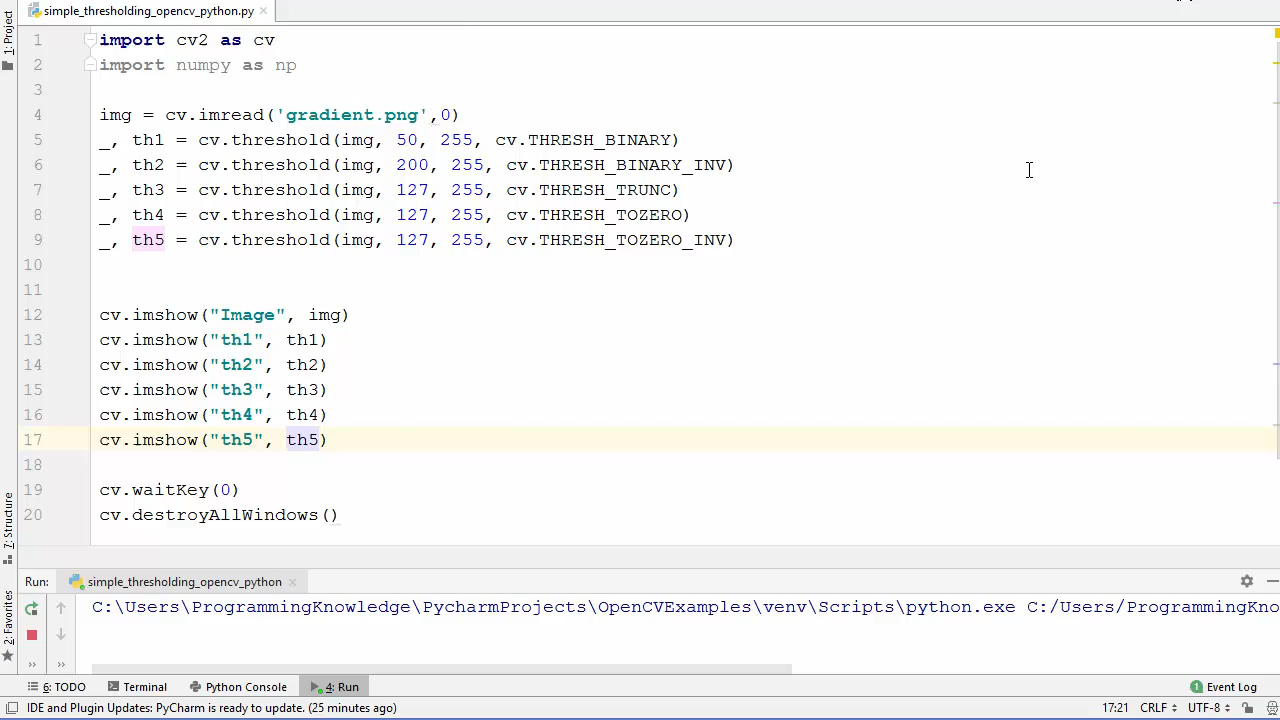 simple_thresholding_opencv_python.py
1: Project
1 import cv2 as cv
2 import numpy as np
3
4 img = cv.imread('gradient.png',0)
5 _, th1 = cv.threshold(img, 50, 255, cv.THRESH_BINARY)
6 _, th2 = cv.threshold(img, 200, 255, cv.THRESH_BINARY_INV)
7 _, th3 = cv.threshold(img, 127, 255, cv.THRESH_TRUNC)
8 _, th4 = cv.threshold(img, 127, 255, cv.THRESH_TOZERO)
9 _, th5 = cv.threshold(img, 127, 255, cv.THRESH_TOZERO_INV)
10
11
12 cv.imshow("Image", img)
13 cv.imshow("th1", th1)
14 cv.imshow("th2", th2)
15 cv.imshow("th3", th3)
16 cv.imshow("th4", th4)
17 cv.imshow("th5", th5)
18
19 cv.waitKey(0)
20 cv.destroyAllWindows()
7: Structure
2: Favorites
Run: simple_thresholding_opencv_python
C:\Users\ProgrammingKnowledge\PycharmProjects\OpenCVExamples\venv\Scripts\python.exe C:/Users/ProgrammingKno
6: TODO Terminal Python Console 4: Run 1 Event Log
IDE and Plugin Updates: PyCharm is ready to update. (25 minutes ago) 17:21 CRLF UTF-8